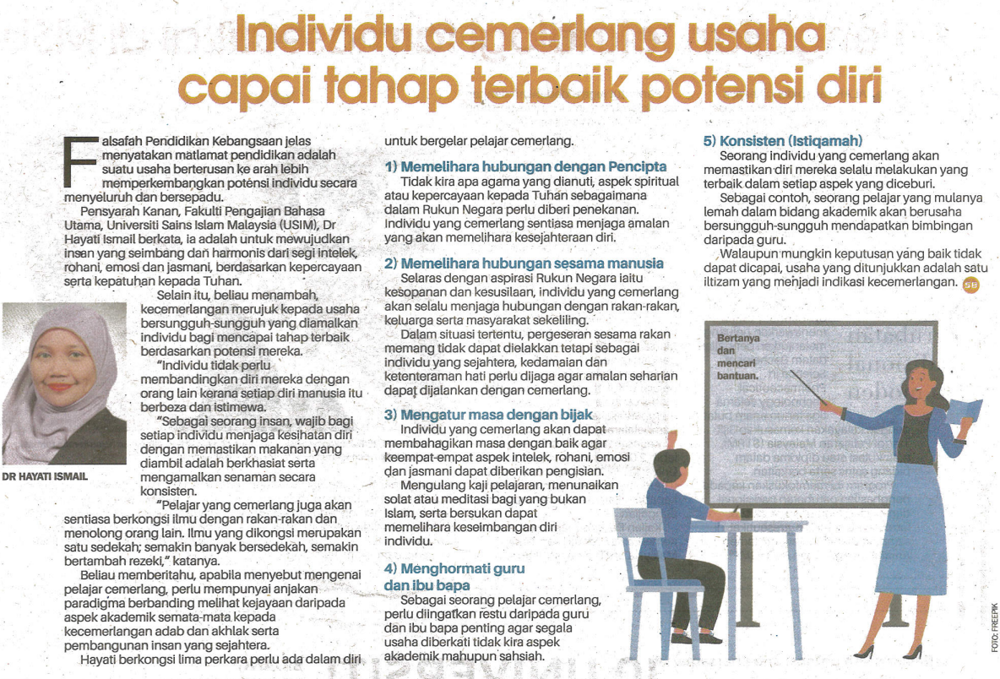 Individu cemerlang usaha
capai tahap terbaik potensi diri
Falsafah Pendidikan Kebangsaan jelas
menyatakan matlamat pendidikan adalah
suatu usaha berterusan ke arah lebih
memperkembangkan potensi individu secara
menyeluruh dan bersepadu.
Pensyarah Kanan, Fakulti Pengajian Bahasa
Utama, Universiti Sains Islam Malaysia (USIM), Dr
Hayati Ismail berkata, ia adalah untuk mewujudkan
insan yang seimbang dan harmonis dari segi intelek,
rohani, emosi dan jasmani, berdasarkan kepercayaan
serta kepatuhan kepada Tuhan.
Selain itu, beliau menambah,
kecemerlangan merujuk kepada usaha
bersungguh-sungguh yang diamalkan
individu bagi mencapai tahap terbaik
berdasarkan potensi mereka.
“Individu tidak perlu
membandingkan diri mereka dengan
orang lain kerana setiap diri manusia itu
berbeza dan istimewa.
“Sebagai seorang insan, wajib bagi
setiap individu menjaga kesihatan diri
dengan memastikan makanan yang
diambil adalah berkhasiat serta
mengamalkan senaman secara
konsisten.
“Pelajar yang cemerlang juga akan
sentiasa berkongsi ilmu dengan rakan-rakan dan
menolong orang lain. Ilmu yang dikongsi merupakan
satu sedekah; semakin banyak bersedekah, semakin
bertambah rezeki,” katanya.
Beliau memberitahu, apabila menyebut mengenai
pelajar cemerlang, perlu mempunyai anjakan
paradigma berbanding melihat kejayaan daripada
aspek akademik semata-mata kepada
kecemerlangan adab dan akhlak serta
pembangunan insan yang sejahtera.
Hayati berkongsi lima perkara perlu ada dalam diri
DR HAYATI ISMAIL
untuk bergelar pelajar cemerlang.
1) Memelihara hubungan dengan Pencipta
Tidak kira apa agama yang dianuti, aspek spiritual
atau kepercayaan kepada Tuhan sebagaimana
dalam Rukun Negara perlu diberi penekanan.
Individu yang cemerlang sentiasa menjaga amalan
yang akan memelihara kesejahteraan diri.
2) Memelihara hubungan sesama manusia
Selaras dengan aspirasi Rukun Negara iaitu
kesopanan dan kesusilaan, individu yang cemerlang
akan selalu menjaga hubungan dengan rakan-rakan,
keluarga serta masyarakat sekeliling.
Dalam situasi tertentu, pergeseran sesama rakan
memang tidak dapat dielakkan tetapi sebagai
individu yang sejahtera, kedamaian dan
ketenteraman hati perlu dijaga agar amalan seharian
dapat dijalankan dengan cemerlang.
3) Mengatur masa dengan bijak
Individu yang cemerlang akan dapat
membahagikan masa dengan baik agar
keempat-empat aspek intelek, rohani, emosi
dan jasmani dapat diberikan pengisian.
Mengulang kaji pelajaran, menunaikan
solat atau meditasi bagi yang bukan
Islam, serta bersukan dapat
memelihara keseimbangan diri
individu.
4) Menghormati guru
dan ibu bapa
Sebagai seorang pelajar cemerlang,
perlu diingatkan restu daripada guru
dan ibu bapa penting agar segala
usaha diberkati tidak kira aspek
akademik mahupun sahsiah.
5) Konsisten (Istiqamah)
Seorang individu yang cemerlang akan
memastikan diri mereka selalu melakukan yang
terbaik dalam setiap aspek yang diceburi.
Sebagai contoh, seorang pelajar yang mulanya
lemah dalam bidang akademik akan berusaha
bersungguh-sungguh mendapatkan bimbingan
daripada guru.
Walaupun mungkin keputusan yang baik tidak
dapat dicapai, usaha yang ditunjukkan adalah satu
iltizam yang menjadi indikasi kecemerlangan.
Bertanya
dan
mencari
bantuan.
FOTO: FREEPIK